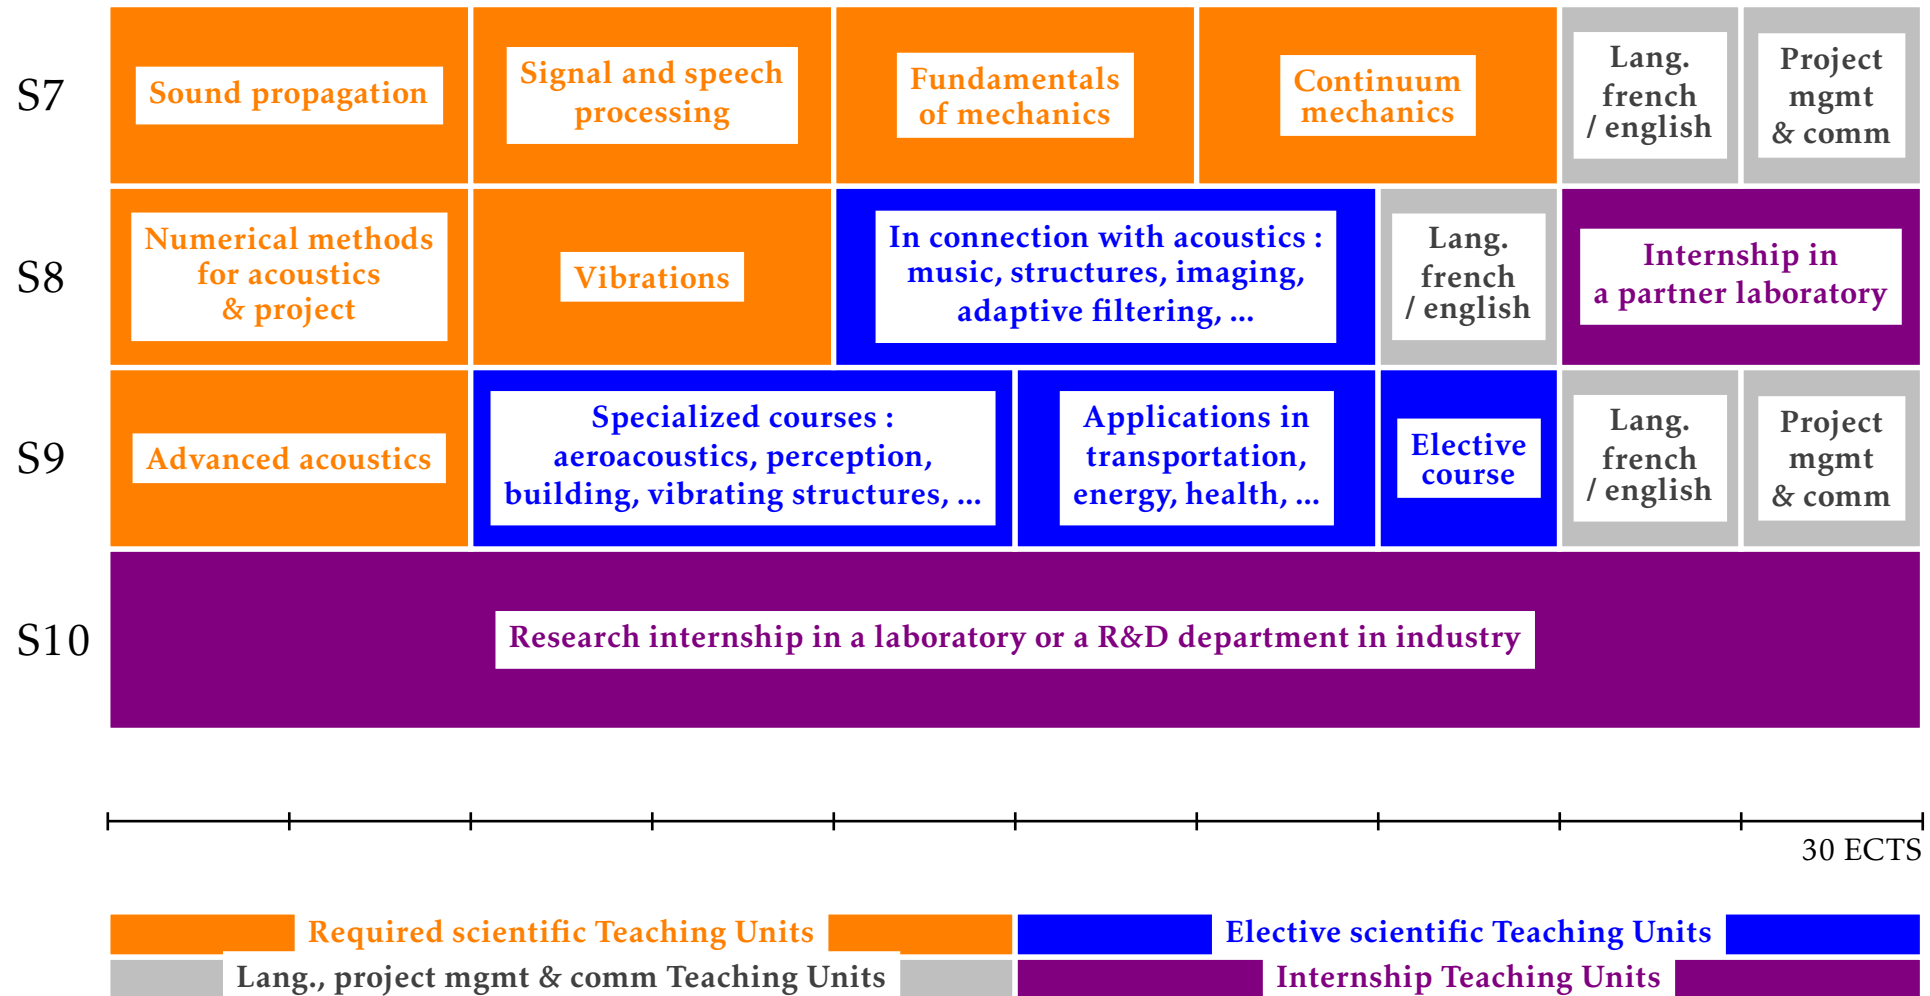 S7
Sound propagation
Signal and speech
processing
Fundamentals
of mechanics
Continuum
mechanics
Lang.
french
/ english
Project
mgmt
& comm
S8
Numerical methods
for acoustics
& project
Vibrations
In connection with acoustics :
music, structures, imaging,
adaptive filtering, ...
Lang.
french
/ english
Internship in
a partner laboratory
S9
Advanced acoustics
Specialized courses :
aeroacoustics, perception,
building, vibrating structures, ...
Applications in
transportation,
energy, health, ...
Elective
course
Lang.
french
/ english
Project
mgmt
& comm
S10
Research internship in a laboratory or a R&D department in industry
30 ECTS
Required scientific Teaching Units
Elective scientific Teaching Units
Lang., project mgmt & comm Teaching Units
Internship Teaching Units